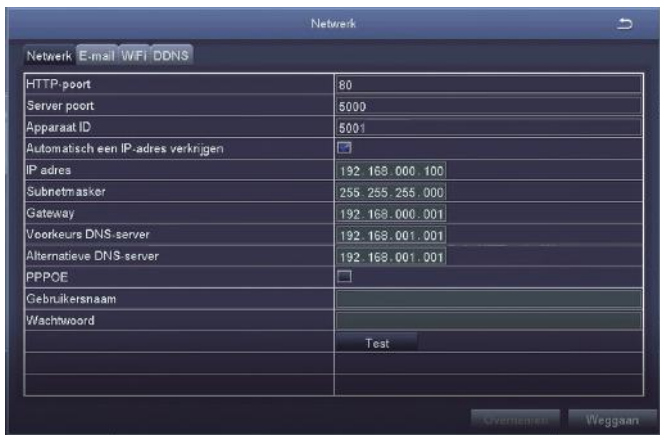 Netwerk
Netwerk E-mail WiFi DDNS
HTTP-poort 80
Server poort 5000
Apparaat ID 5001
Automatisch een IP-adres verkrijgen
IP adres 192.168.000.100
Subnetmasker 255.255.255.000
Gateway 192.168.000.001
Voorkeurs DNS-server 192.168.001.001
Alternatieve DNS-server 192.168.001.001
PPPOE
Gebruikersnaam
Wachtwoord
Test
Overnemen Weggaan